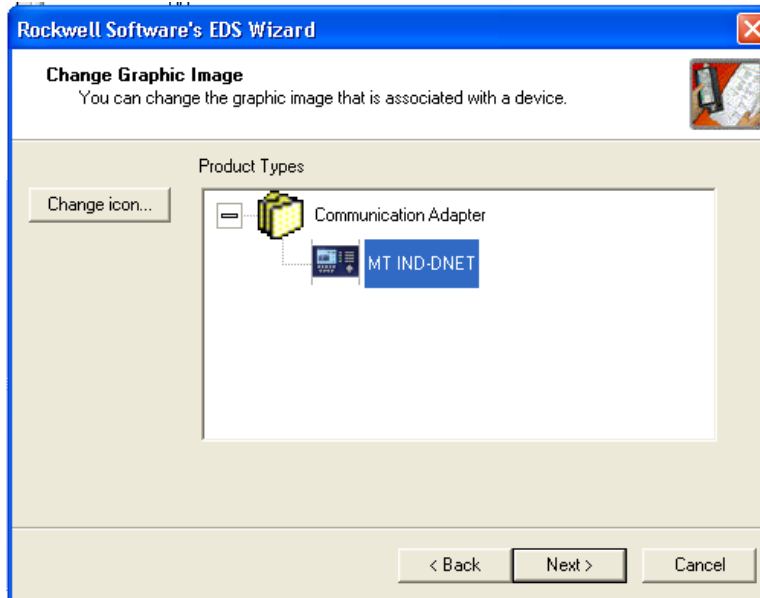 Rockwell Software's EDS Wizard
Change Graphic Image
You can change the graphic image that is associated with a device.
Product Types
Change icon...
Communication Adapter
MT IND-DNET
< Back
Next >
Cancel